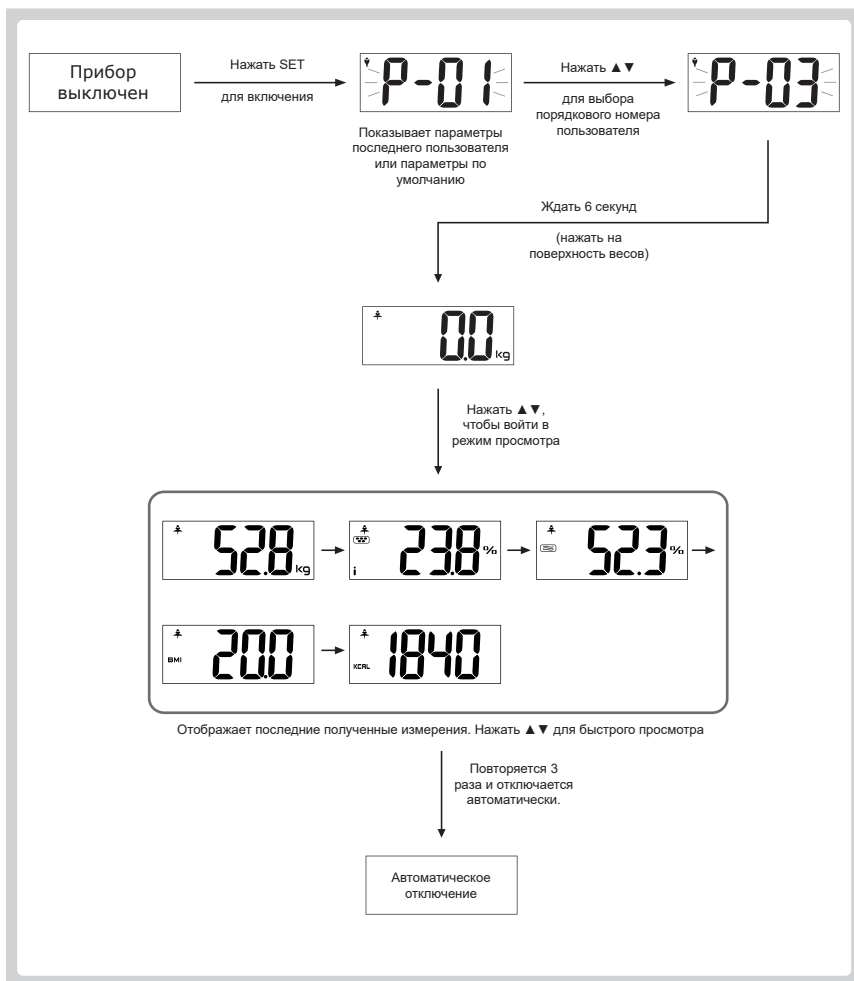 Прибор
выключен
Нажать SET
для включения
P-01
Показывает параметры
последнего пользователя
или параметры по
умолчанию
Нажать ▲▼
для выбора
порядкового номера
пользователя
P-03
Ждать 6 секунд
(нажать на
поверхность весов)
0.0 kg
Нажать ▲▼,
чтобы войти в
режим просмотра
52.8 kg
23.8 %
52.3 %
BMI 20.0
KCAL 1840
Отображает последние полученные измерения. Нажать ▲▼ для быстрого просмотра
Повторяется 3
раза и отключается
автоматически.
Автоматическое
отключение